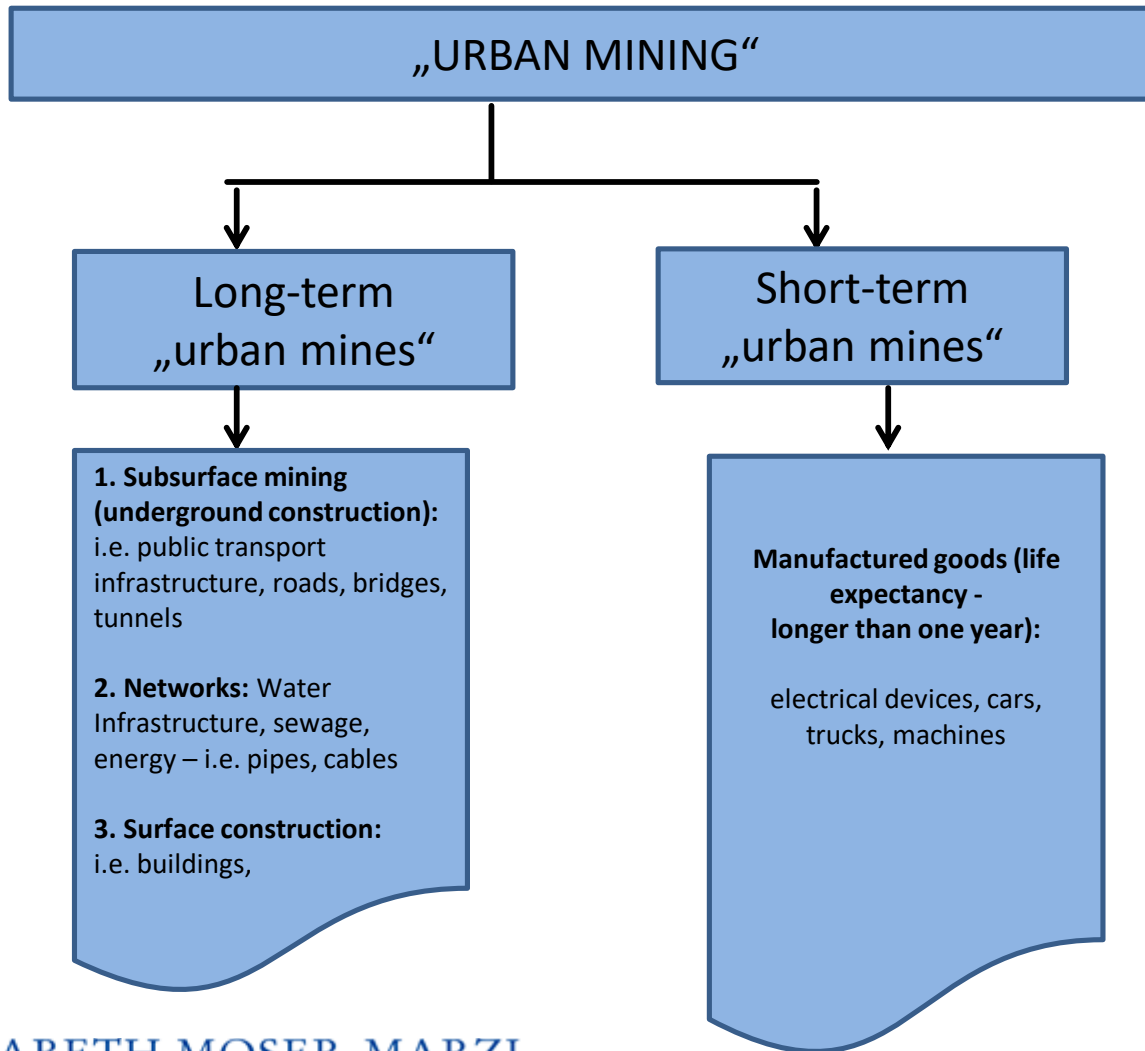 „URBAN MINING“
Long-term
„urban mines“
Short-term
„urban mines“
1. Subsurface mining
(underground construction):
i.e. public transport
infrastructure, roads, bridges,
tunnels
2. Networks: Water
Infrastructure, sewage,
energy – i.e. pipes, cables
3. Surface construction:
i.e. buildings,
Manufactured goods (life
expectancy -
longer than one year):
electrical devices, cars,
trucks, machines
MOSER